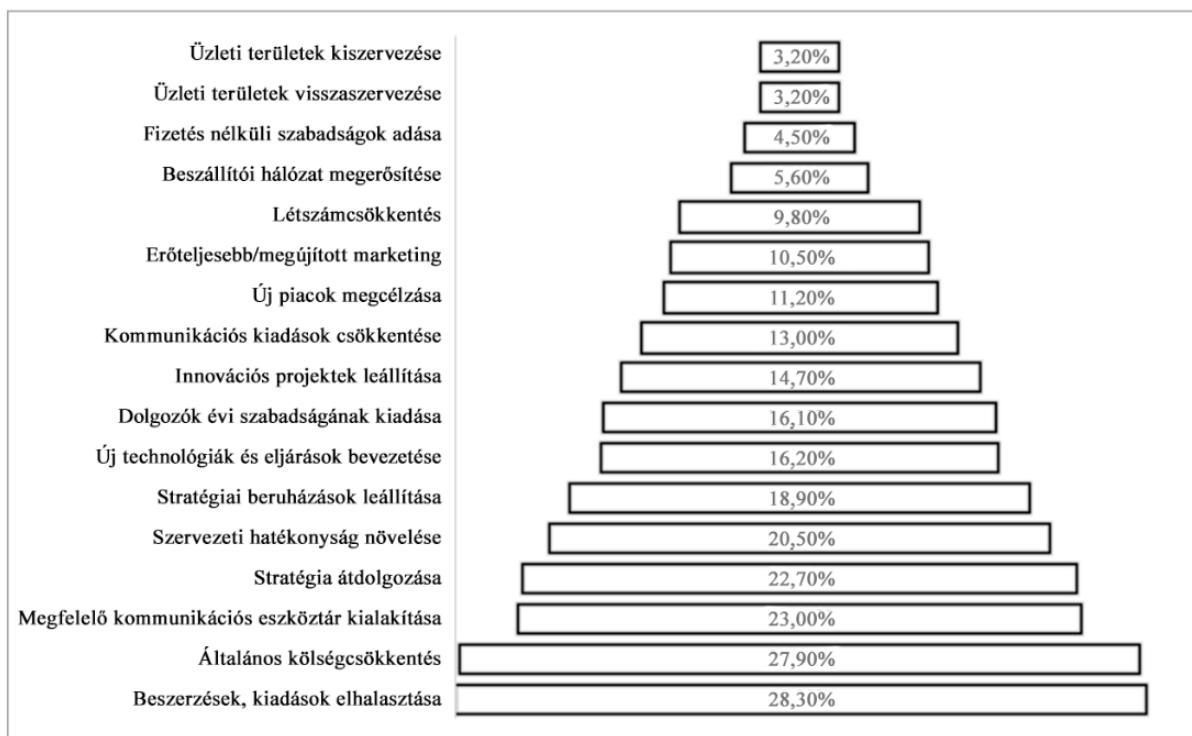 Üzleti területek kiszervezése 3,20%
Üzleti területek visszaszervezése 3,20%
Fizetés nélküli szabadságok adása 4,50%
Beszállítói hálózat megerősítése 5,60%
Létszámcsökkentés 9,80%
Erőteljesebb/megújított marketing 10,50%
Új piacok megcélzása 11,20%
Kommunikációs kiadások csökkentése 13,00%
Innovációs projektek leállítása 14,70%
Dolgozók évi szabadságának kiadása 16,10%
Új technológiák és eljárások bevezetése 16,20%
Stratégiai beruházások leállítása 18,90%
Szervezeti hatékonyság növelése 20,50%
Stratégia átdolgozása 22,70%
Megfelelő kommunikációs eszköztár kialakítása 23,00%
Általános kölségcsökkentés 27,90%
Beszerzések, kiadások elhalasztása 28,30%